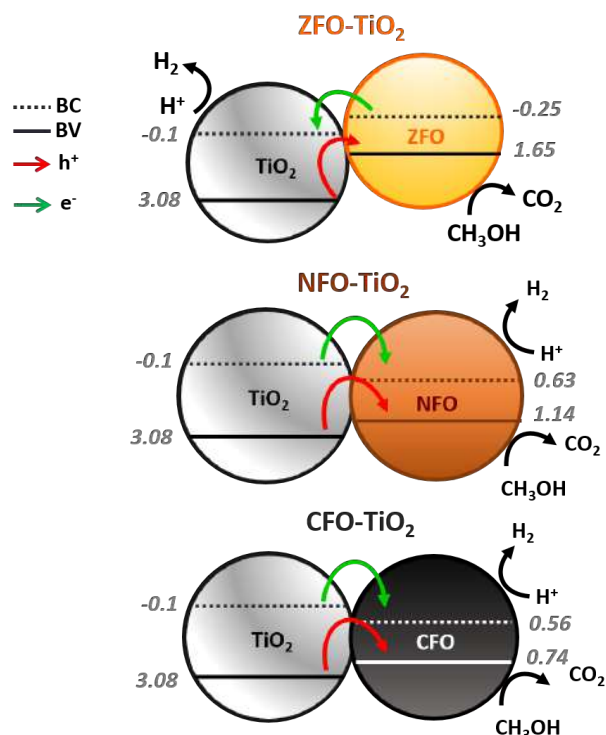 ZFO-TiO₂
BC
BV
h⁺
e⁻
H₂
H⁺
-0.1
TiO₂
3.08
-0.25
ZFO
1.65
CO₂
CH₃OH
NFO-TiO₂
H₂
H⁺
-0.1
TiO₂
3.08
0.63
NFO
1.14
CO₂
CH₃OH
CFO-TiO₂
H₂
H⁺
-0.1
TiO₂
3.08
0.56
CFO
0.74
CO₂
CH₃OH